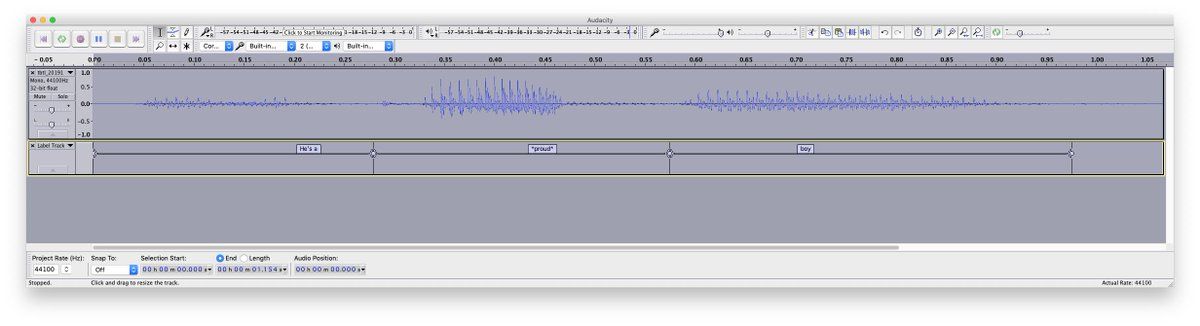 Audacity
-57 -54 -51 -48 -45 -42 - Click to Start Monitoring -18 -15 -12 -9 -6 -3 0
-57 -54 -51 -48 -45 -42 -39 -36 -33 -30 -27 -24 -21 -18 -15 -12 -9 -6 -3 0
Cor... Built-in... 2 (... Built-in...
- 0.05 0.00 0.05 0.10 0.15 0.20 0.25 0.30 0.35 0.40 0.45 0.50 0.55 0.60 0.65 0.70 0.75 0.80 0.85 0.90 0.95 1.00 1.05
Mono, 44100Hz
32-bit float
Mute Solo
L R
1.0
0.5
0.0
-0.5
-1.0
Label Track
He's a *proud* boy
Project Rate (Hz): Snap To: Selection Start: End Length Audio Position:
44100 Off 00 h 00 m 00.000 s 00 h 00 m 01.154 s 00 h 00 m 00.000 s
Stopped. Click and drag to resize the track. Actual Rate: 44100